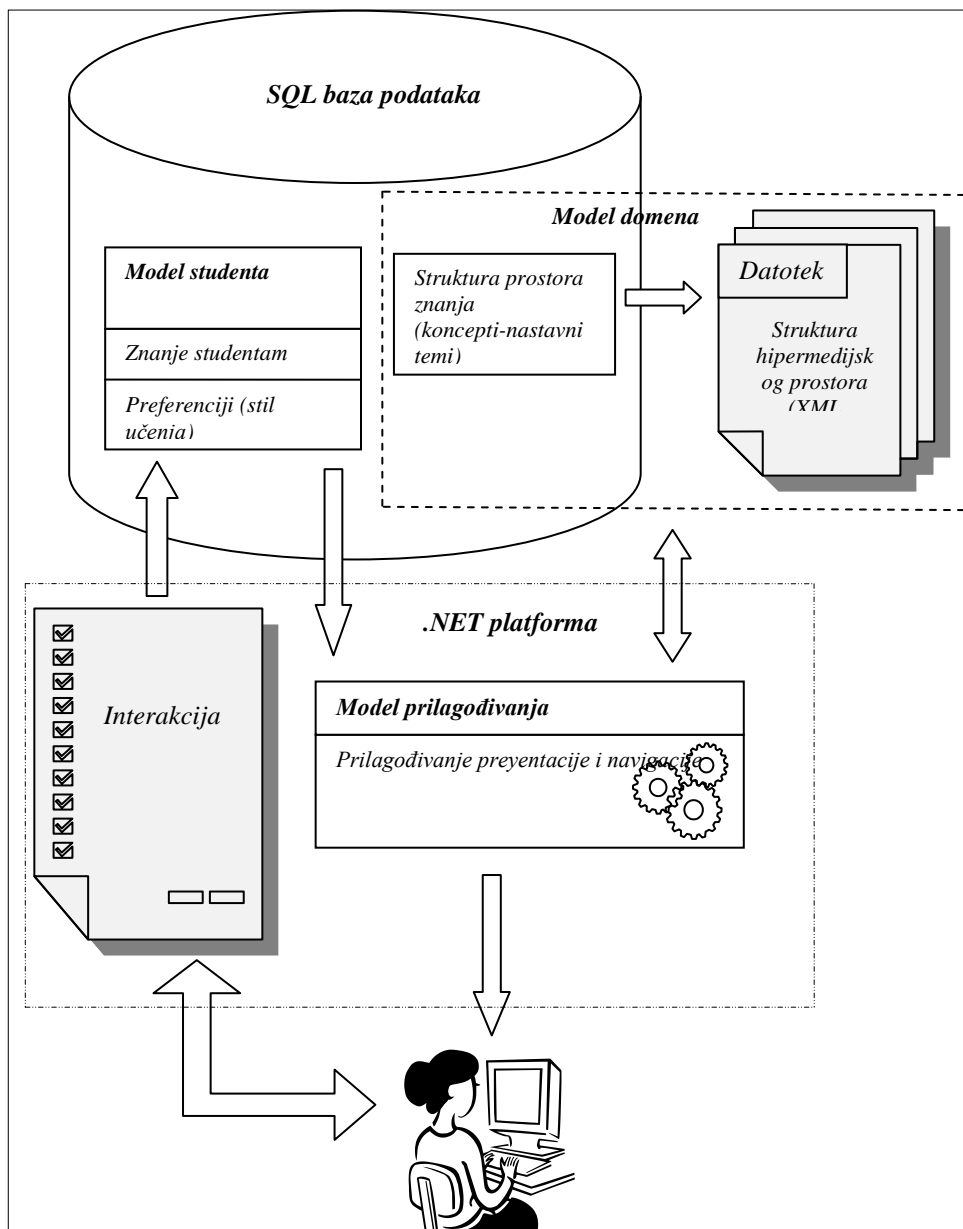 SQL baza podataka
Model domena
Model studenta
Znanje studentam
Preferenciji (stil
učenja)
Struktura prostora
znanja
(koncepti-nastavni
temi)
Datotek
Struktura
hipermedijsk
og prostora
(XML
.NET platforma
Interakcija
Model prilagođivanja
Prilagođivanje preyentacije i navigacije